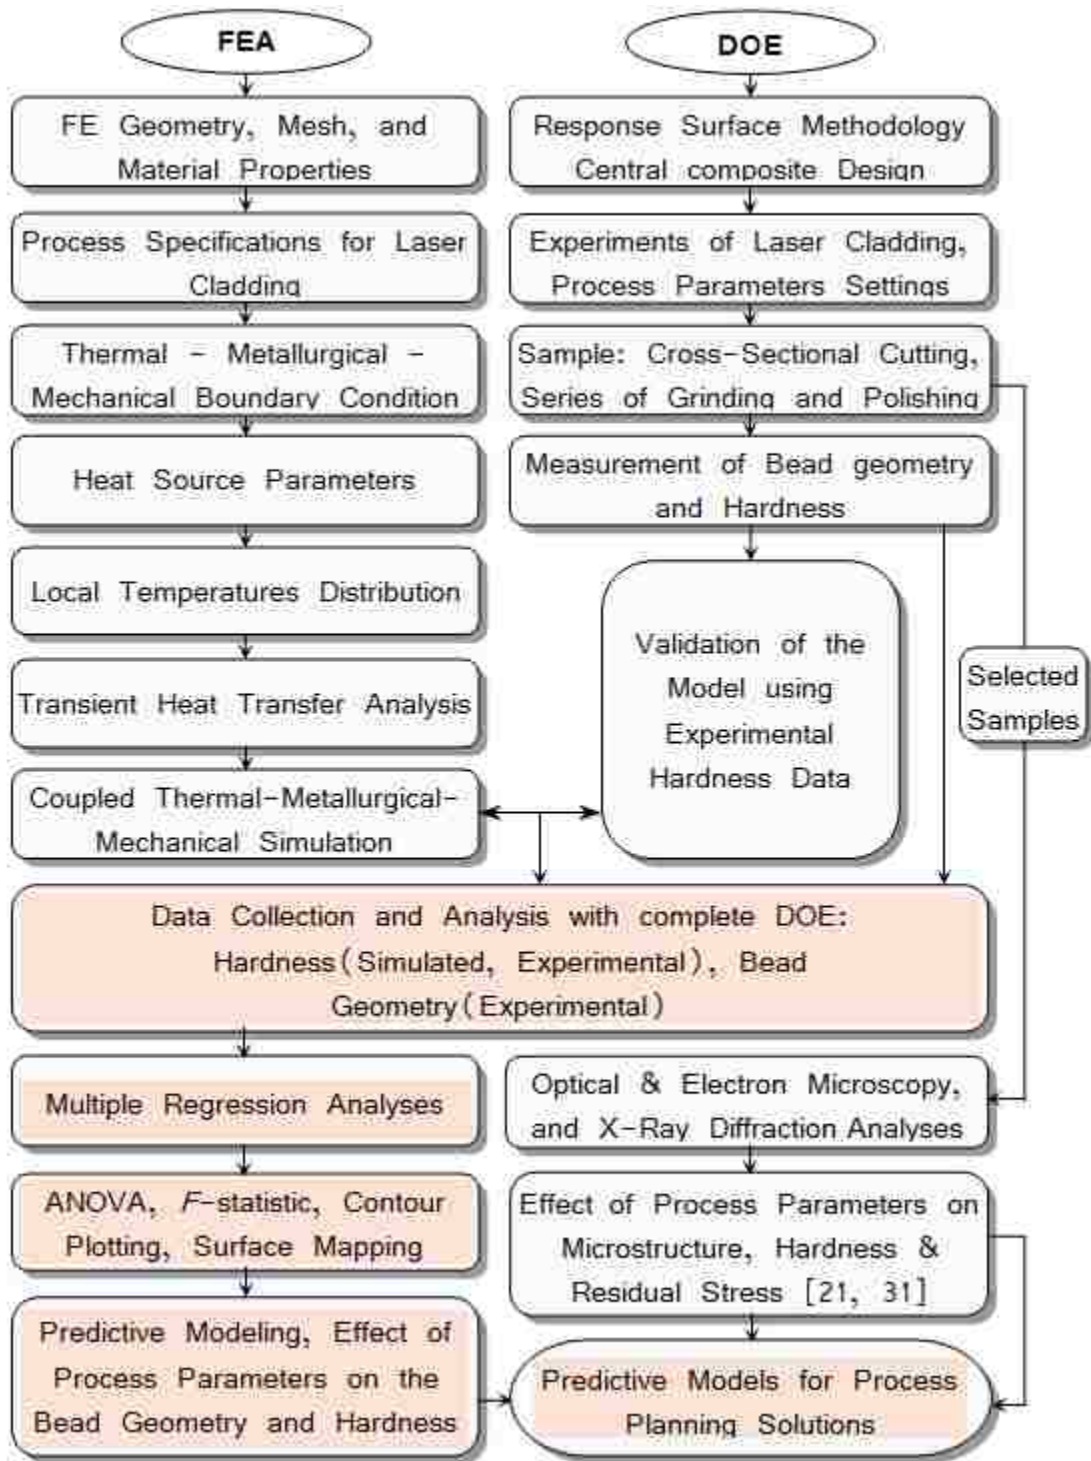 FEA
FE Geometry, Mesh, and
Material Properties
Process Specifications for Laser
Cladding
Thermal - Metallurgical -
Mechanical Boundary Condition
Heat Source Parameters
Local Temperatures Distribution
Transient Heat Transfer Analysis
Coupled Thermal-Metallurgical-
Mechanical Simulation
DOE
Response Surface Methodology
Central composite Design
Experiments of Laser Cladding,
Process Parameters Settings
Sample: Cross-Sectional Cutting,
Series of Grinding and Polishing
Measurement of Bead geometry
and Hardness
Validation of the
Model using
Experimental
Hardness Data
Selected
Samples
Data Collection and Analysis with complete DOE:
Hardness(Simulated, Experimental), Bead
Geometry(Experimental)
Multiple Regression Analyses
ANOVA, F-statistic, Contour
Plotting, Surface Mapping
Predictive Modeling, Effect of
Process Parameters on the
Bead Geometry and Hardness
Optical & Electron Microscopy,
and X-Ray Diffraction Analyses
Effect of Process Parameters on
Microstructure, Hardness &
Residual Stress [21, 31]
Predictive Models for Process
Planning Solutions